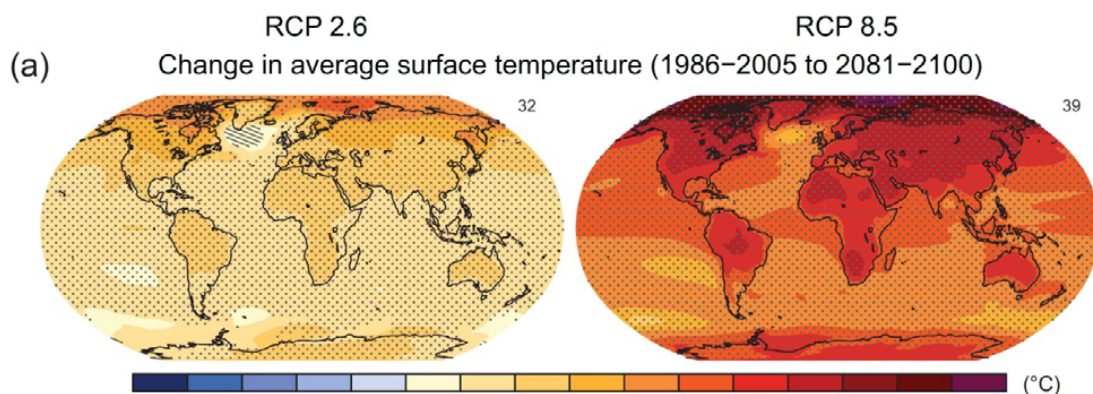 RCP 2.6 RCP 8.5
(a) Change in average surface temperature (1986−2005 to 2081−2100)
32 39
(°C)